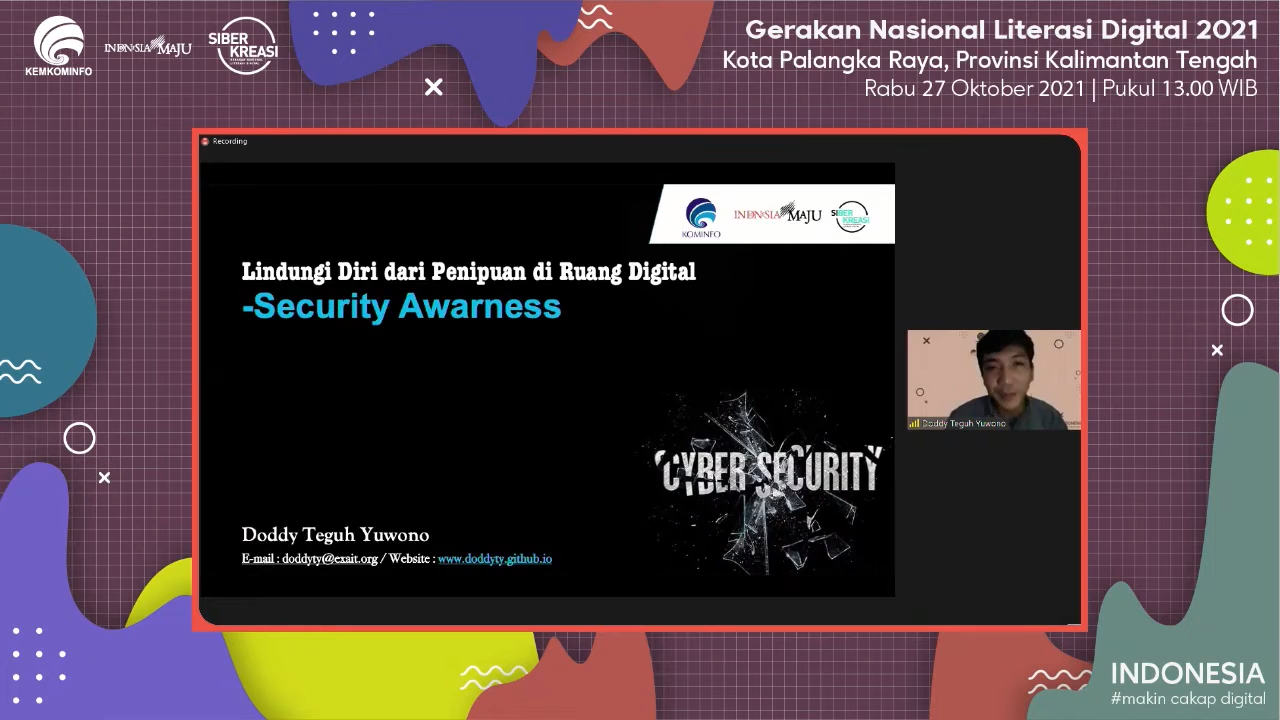 KEMKOMINFO
INDONESIA MAJU
SIBER KREASI
Gerakan Nasional Literasi Digital 2021
Kota Palangka Raya, Provinsi Kalimantan Tengah
Rabu 27 Oktober 2021 | Pukul 13.00 WIB
Recording
KOMINFO
INDONESIA MAJU
SIBER KREASI
Lindungi Diri dari Penipuan di Ruang Digital
-Security Awarness
CYBER SECURITY
Doddy Teguh Yuwono
Doddy Teguh Yuwono
E-mail : doddyty@exait.org / Website : www.doddyty.github.io
INDONESIA
#makin cakap digital